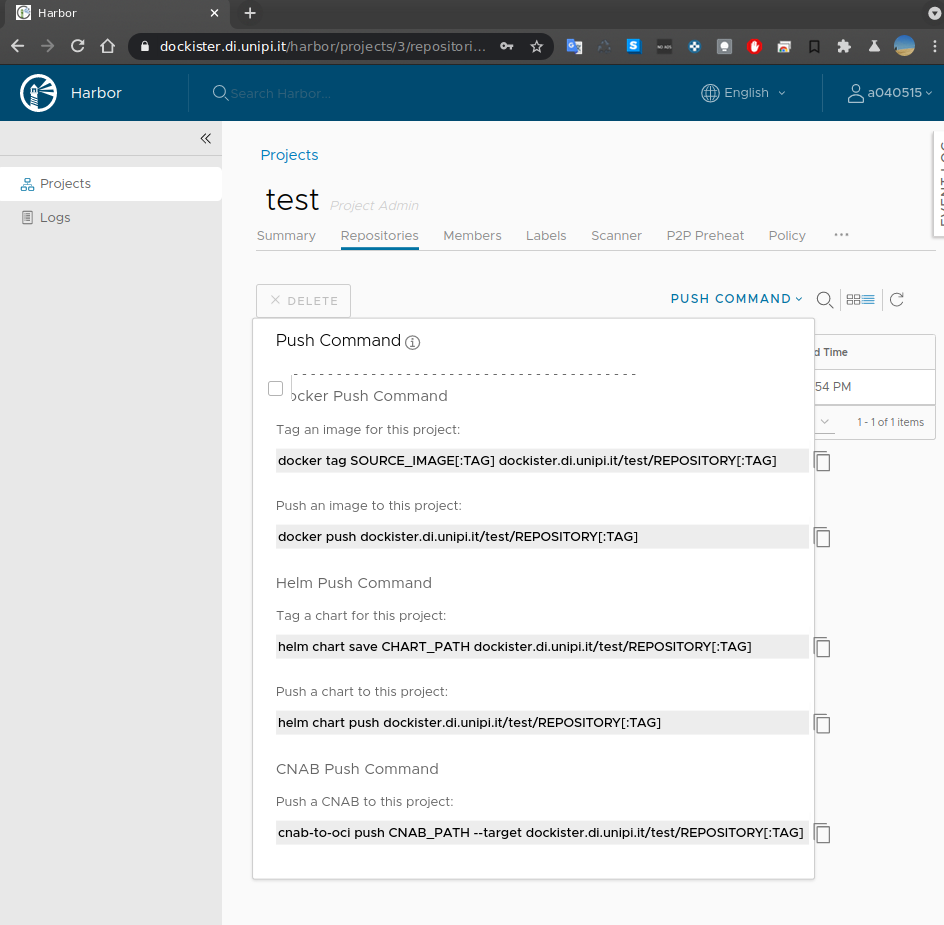 Harbor
dockister.di.unipi.it/harbor/projects/3/repositori...
Harbor
Search Harbor...
English
a040515
Projects
Logs
Projects
test Project Admin
Summary Repositories Members Labels Scanner P2P Preheat Policy ...
DELETE
PUSH COMMAND
Push Command
d Time
54 PM
1 - 1 of 1 items
ocker Push Command
Tag an image for this project:
docker tag SOURCE_IMAGE[:TAG] dockister.di.unipi.it/test/REPOSITORY[:TAG]
Push an image to this project:
docker push dockister.di.unipi.it/test/REPOSITORY[:TAG]
Helm Push Command
Tag a chart for this project:
helm chart save CHART_PATH dockister.di.unipi.it/test/REPOSITORY[:TAG]
Push a chart to this project:
helm chart push dockister.di.unipi.it/test/REPOSITORY[:TAG]
CNAB Push Command
Push a CNAB to this project:
cnab-to-oci push CNAB_PATH --target dockister.di.unipi.it/test/REPOSITORY[:TAG]